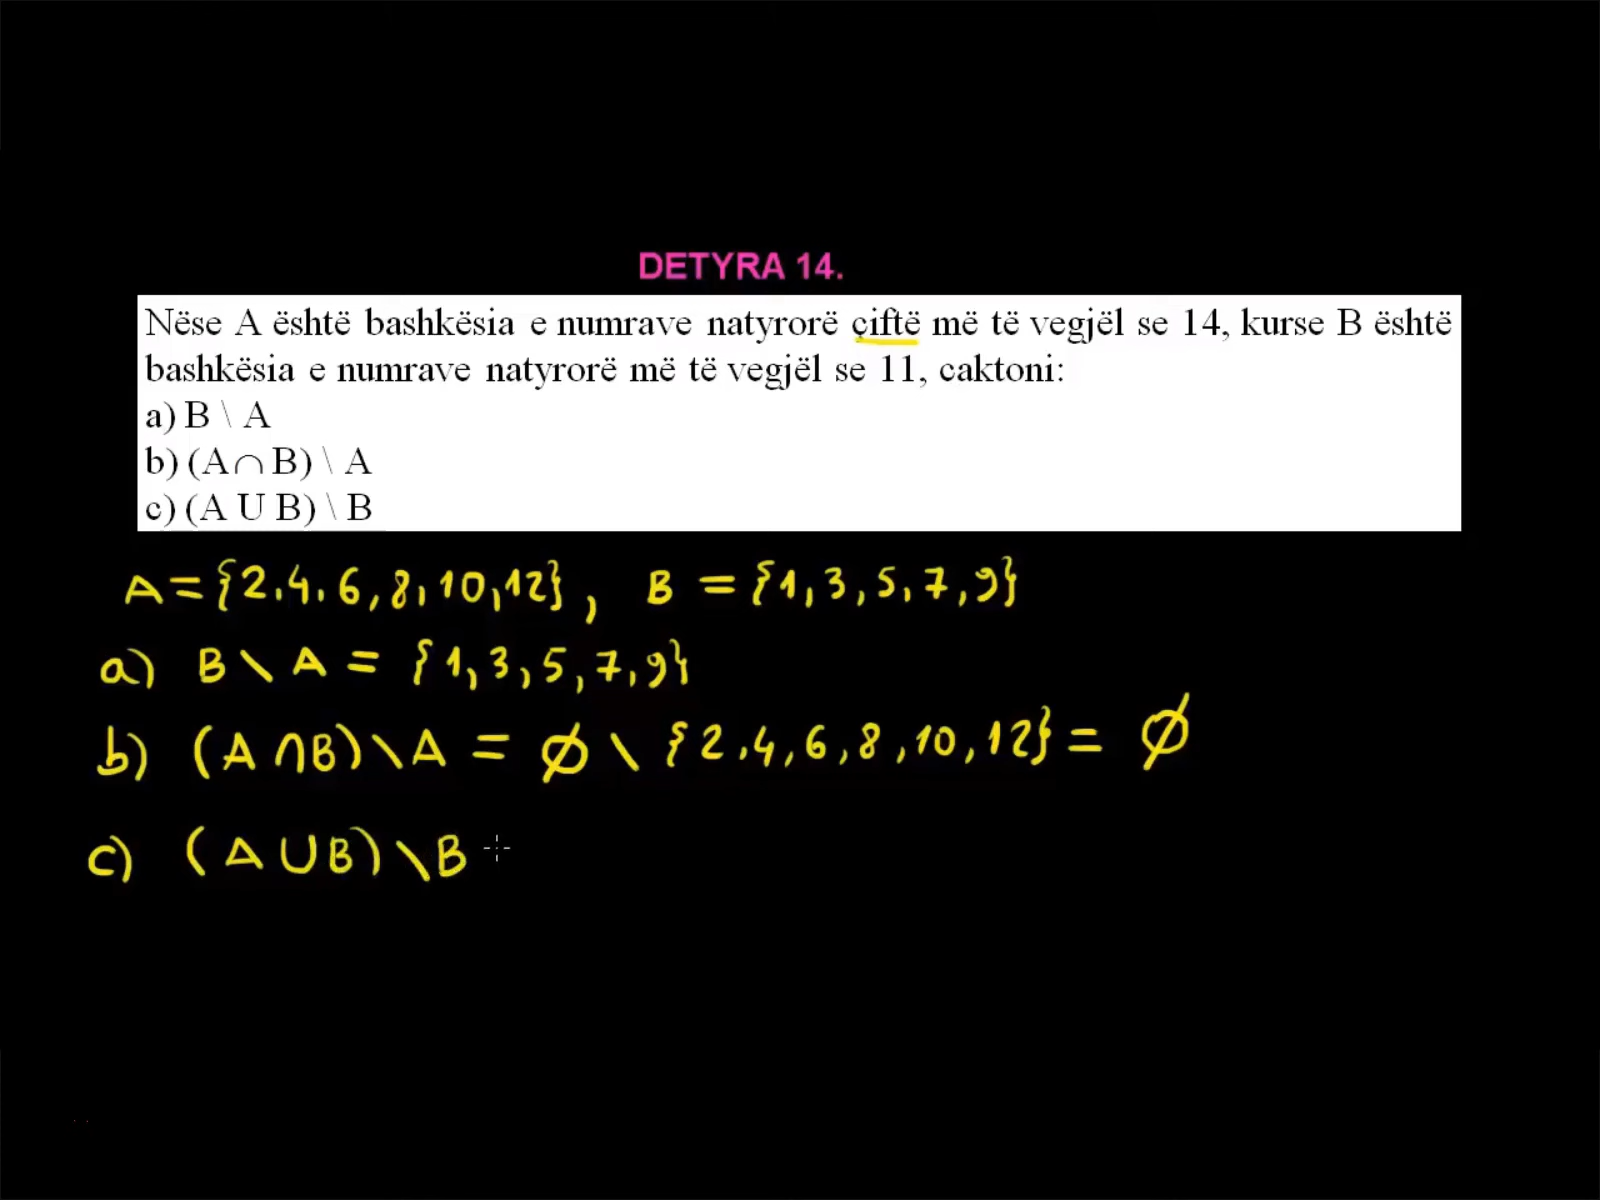 DETYRA 14.
Nëse A është bashkësia e numrave natyrorë çiftë më të vegjël se 14, kurse B është
bashkësia e numrave natyrorë më të vegjël se 11, caktoni:
a) B \ A
b) (A∩B) \ A
c) (A U B) \ B
A = {2,4,6,8,10,12}, B = {1,3,5,7,9}
a) B \ A = {1,3,5,7,9}
b) (A∩B) \ A = ∅ \ {2,4,6,8,10,12} = ∅
c) (A∪B) \ B